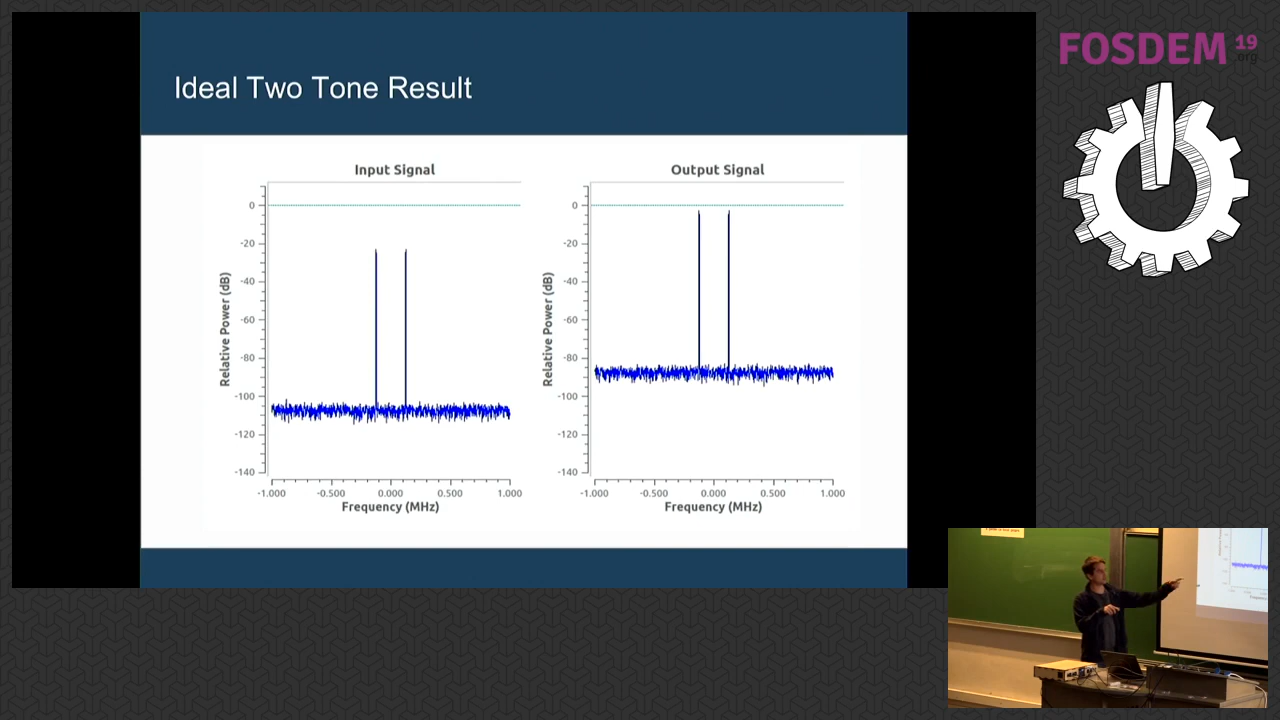 FOSDEM 19
.org
Ideal Two Tone Result
Input Signal
Relative Power (dB)
0
-20
-40
-60
-80
-100
-120
-140
-1.000 -0.500 0.000 0.500 1.000
Frequency (MHz)
Output Signal
Relative Power (dB)
0
-20
-40
-60
-80
-100
-120
-140
-1.000 -0.500 0.000 0.500 1.000
Frequency (MHz)